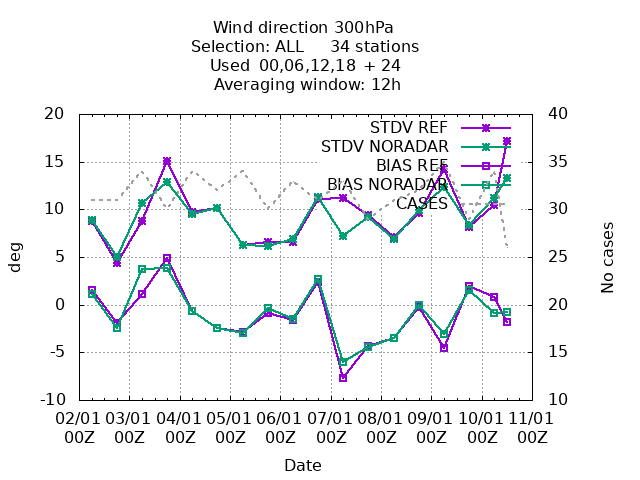 Wind direction 300hPa
Selection: ALL 34 stations
Used 00,06,12,18 + 24
Averaging window: 12h
20 40
STDV REF
STDV NORADAR
15 35
BIAS REF
BIAS NORADAR
CASES
10 30
5 25
0 20
-5 15
-10 10
deg
No cases
02/01 03/01 04/01 05/01 06/01 07/01 08/01 09/01 10/01 11/01
00Z 00Z 00Z 00Z 00Z 00Z 00Z 00Z 00Z 00Z
Date